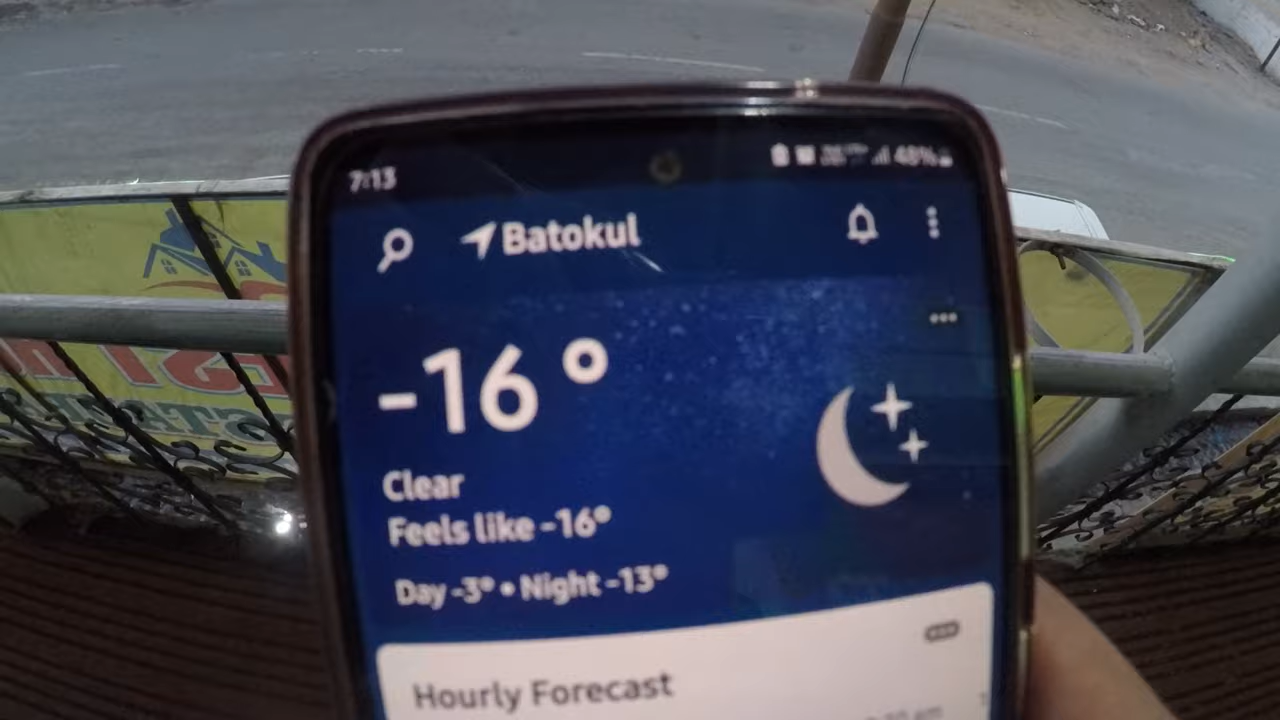 7:13
48%
Batokul
-16°
Clear
Feels like -16°
Day -3° • Night -13°
Hourly Forecast